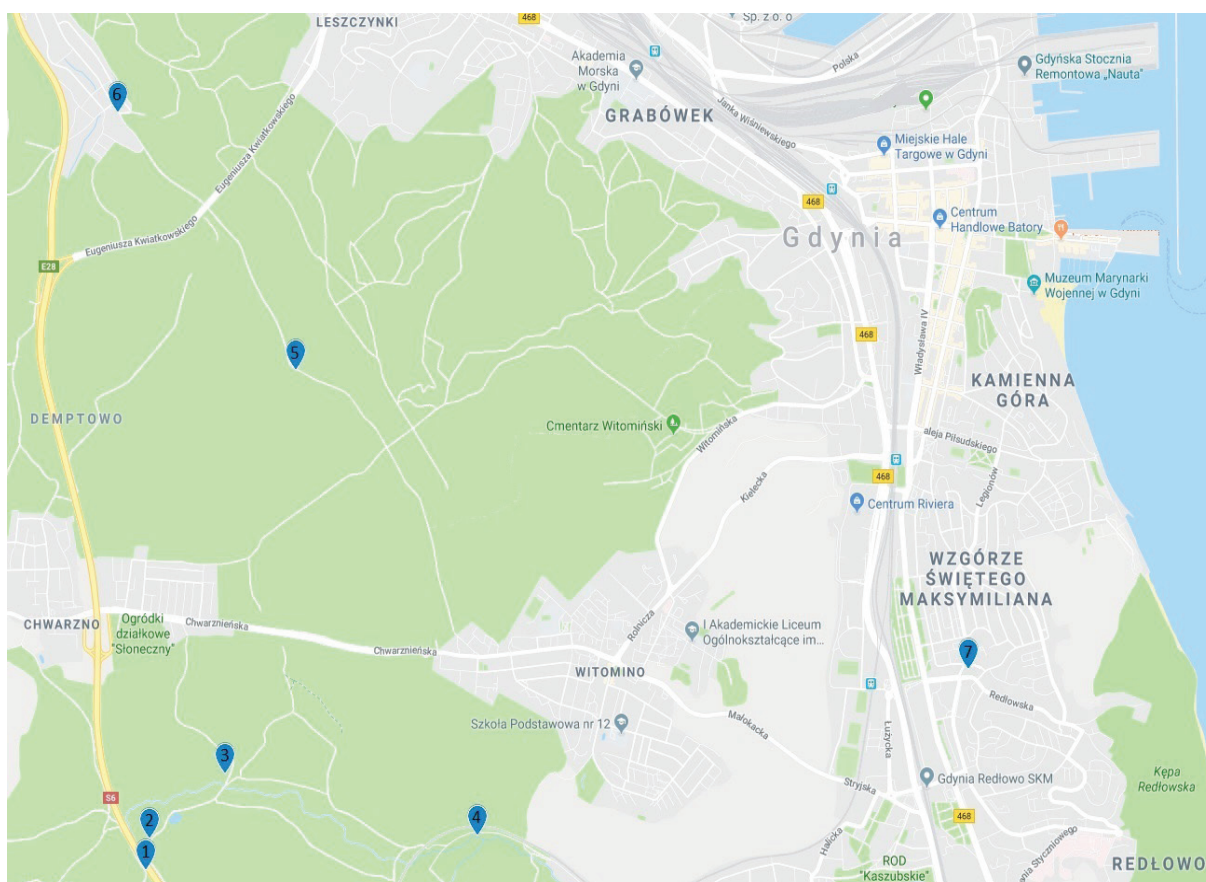 LESZCZYNKI
468
Sp. z o. o
Akademia
Morska
w Gdyni
Polska
Gdyńska Stocznia
Remontowa „Nauta"
6
Eugeniusza Kwiatkowskiego
GRABÓWEK
Janka Wiśniewskiego
Miejskie Hale
Targowe w Gdyni
468
Centrum
Handlowe Batory
Gdynia
Eugeniusza Kwiatkowskiego
E28
Muzeum Marynarki
Wojennej w Gdyni
468
Władysława IV
5
KAMIENNA
GÓRA
DEMPTOWO
Cmentarz Witomiński
Witomińska
aleja Piłsudskiego
Kielecka
468
Legionów
Centrum Riviera
WZGÓRZE
ŚWIĘTEGO
MAKSYMILIANA
CHWARZNO
Ogródki
działkowe
"Słoneczny"
Chwarznieńska
Chwarznieńska
Rolnicza
I Akademickie Liceum
Ogólnokształcące im...
WITOMINO
7
Redłowska
Szkoła Podstawowa nr 12
Małokacka
Łużycka
3
Stryjska
Gdynia Redłowo SKM
Kępa
Redłowska
S6
2
4
468
1
Halicka
ROD
"Kaszubskie"
nia Styczniowego
REDŁOWO